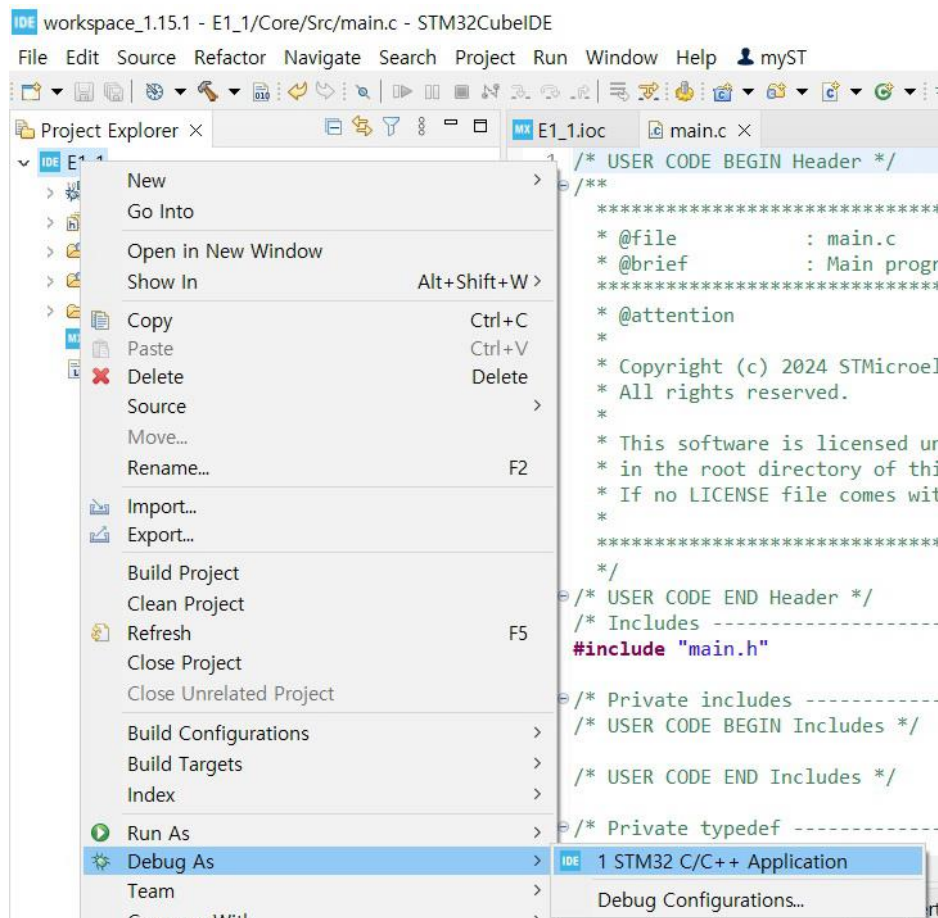 IDE workspace_1.15.1 - E1_1/Core/Src/main.c - STM32CubeIDE
File Edit Source Refactor Navigate Search Project Run Window Help myST
Project Explorer
MX E1_1.ioc
main.c
IDE
New
Go Into
Open in New Window
Show In Alt+Shift+W
Copy Ctrl+C
Paste Ctrl+V
Delete Delete
Source
Move...
Rename... F2
Import...
Export...
Build Project
Clean Project
Refresh F5
Close Project
Close Unrelated Project
Build Configurations
Build Targets
Index
Run As
Debug As
Team
IDE 1 STM32 C/C++ Application
Debug Configurations...
1 /* USER CODE BEGIN Header */
/**
******************************
* @file : main.c
* @brief : Main
******************************
* @attention
*
* Copyright (c) 2024
* All rights reserved.
*
* This software is licensed
* in the root directory of
* If no LICENSE file comes
*
******************************
*/
/* USER CODE END Header */
/* Includes --------------------
#include "main.h"
/* Private includes ------------
/* USER CODE BEGIN Includes */
/* USER CODE END Includes */
/* Private typedef -------------